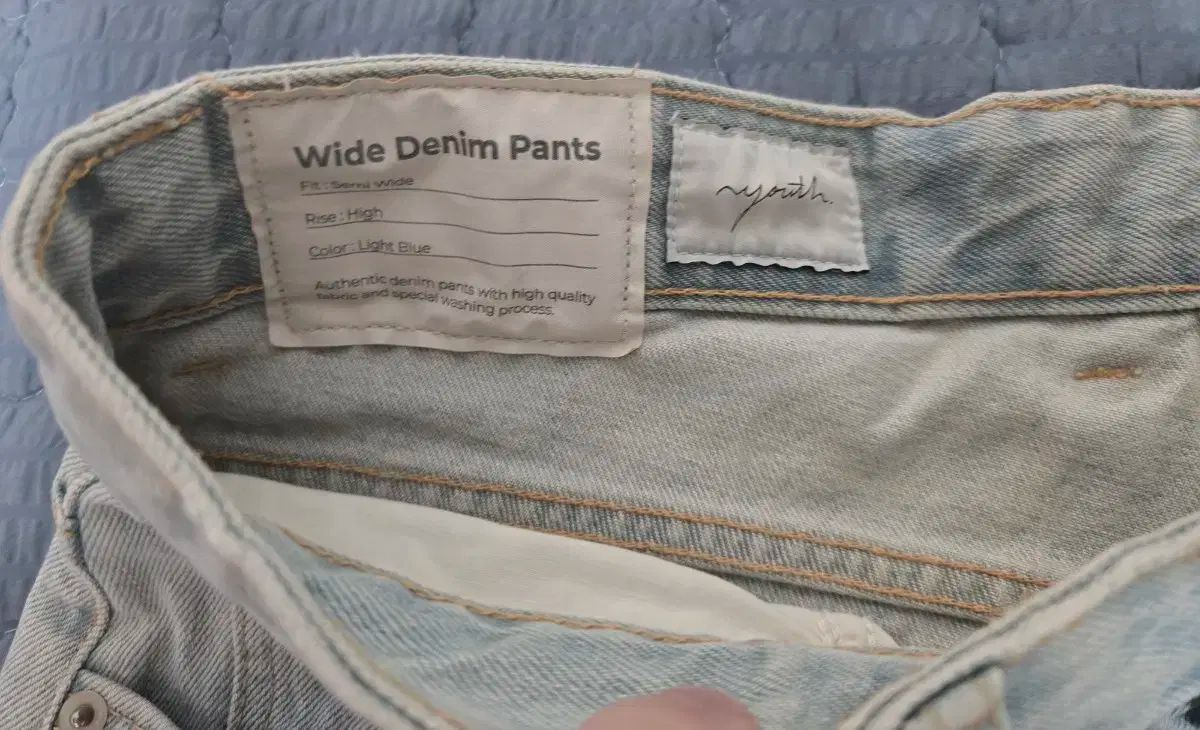 Wide Denim Pants
Fit : Semi Wide
Rise : High
Color : Light Blue
Authentic denim pants with high quality
fabric and special washing process.
youth.